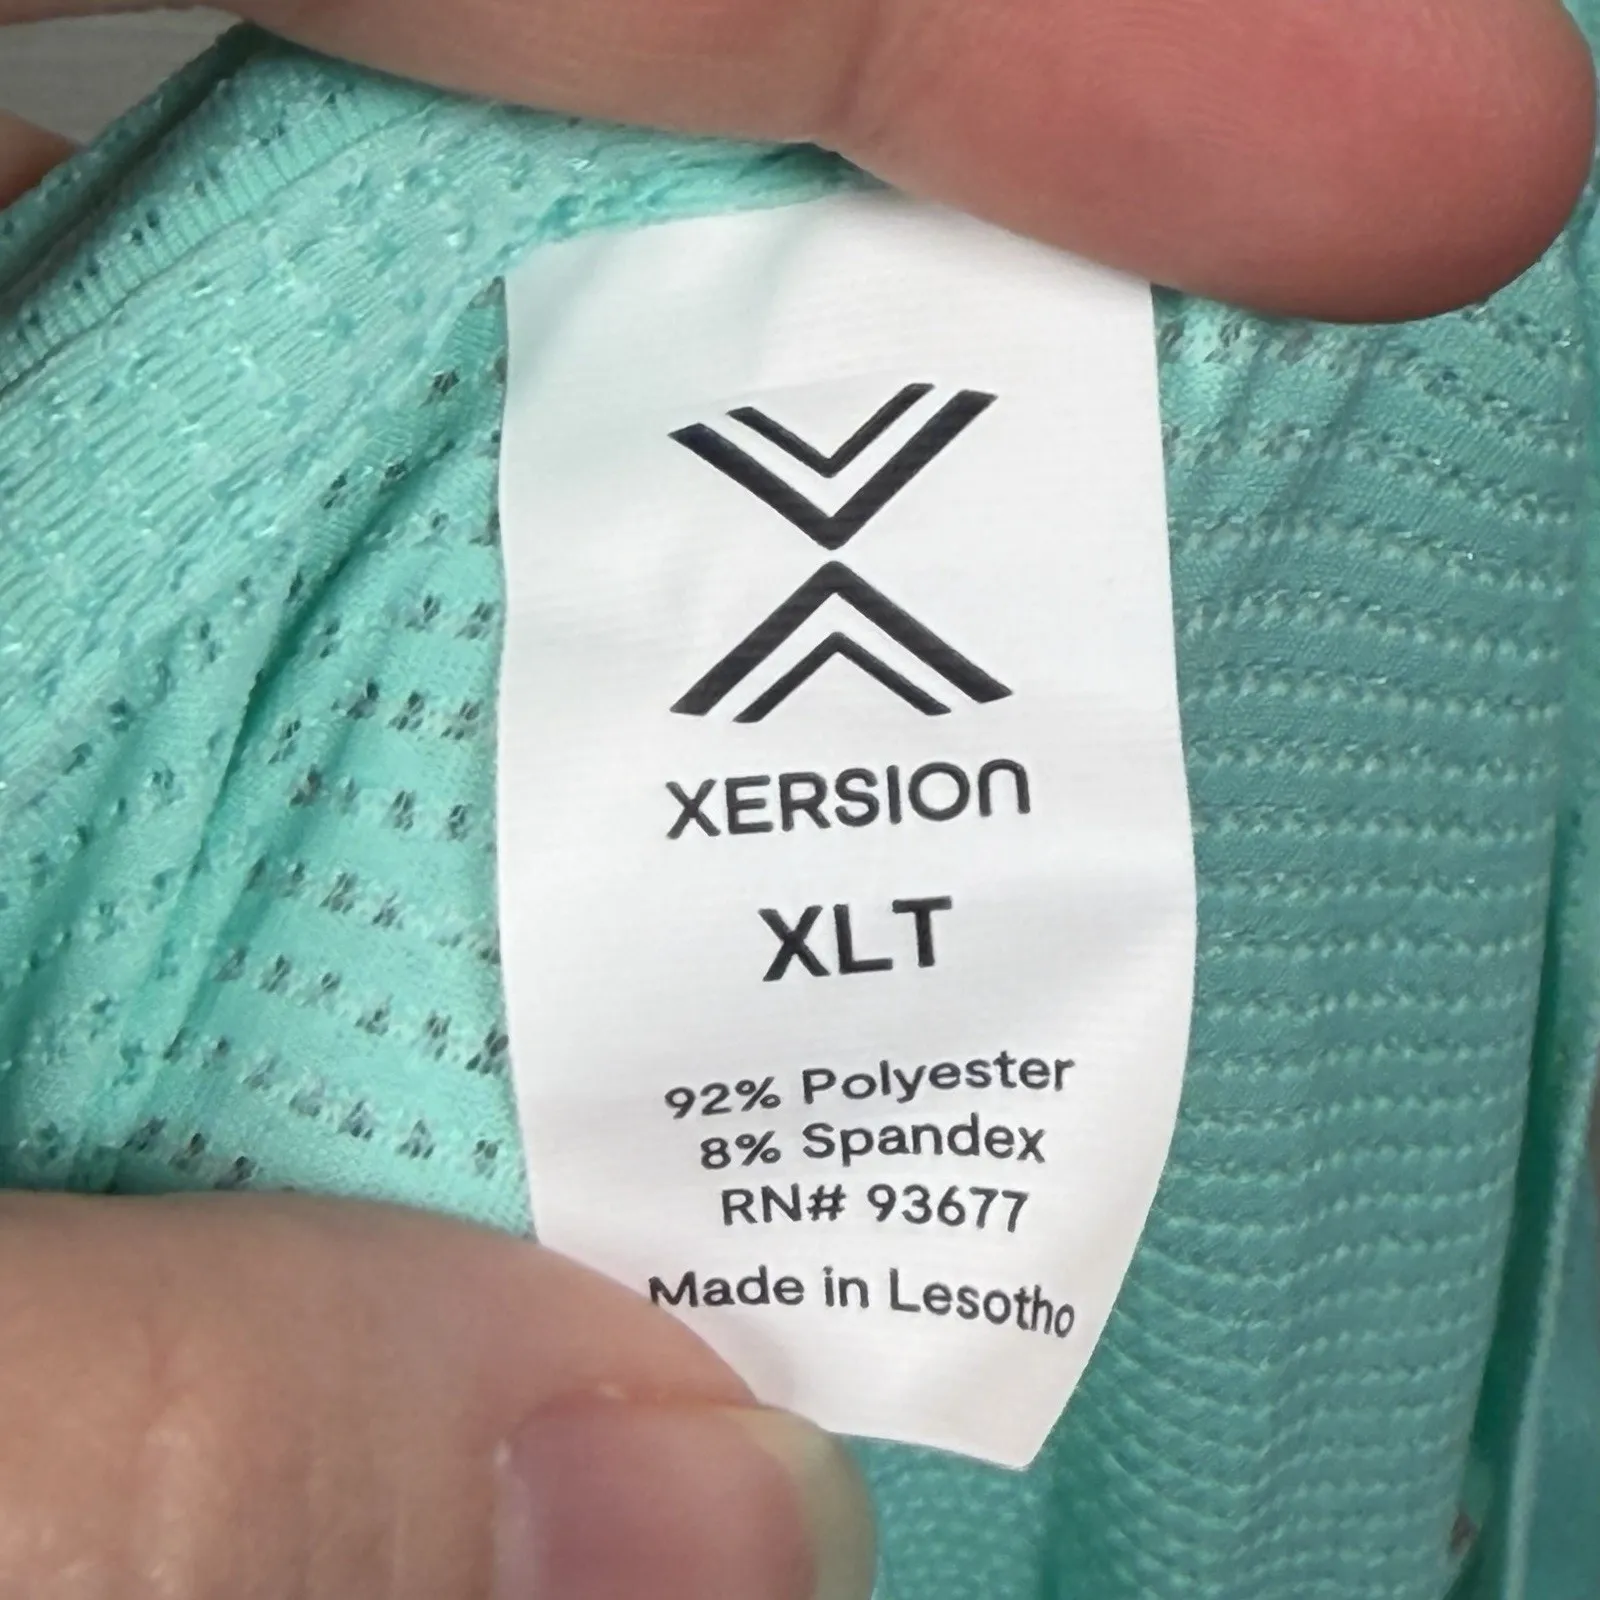 XERSION
XLT
92% Polyester
8% Spandex
RN# 93677
Made in Lesotho